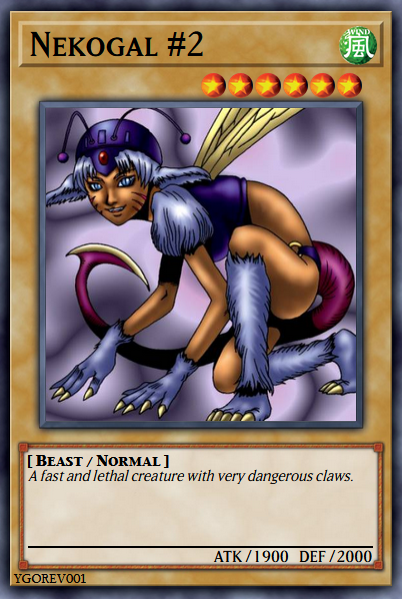 Nekogal #2
WIND
風
[ Beast / Normal ]
A fast and lethal creature with very dangerous claws.
ATK / 1900 DEF / 2000
YGOREV001